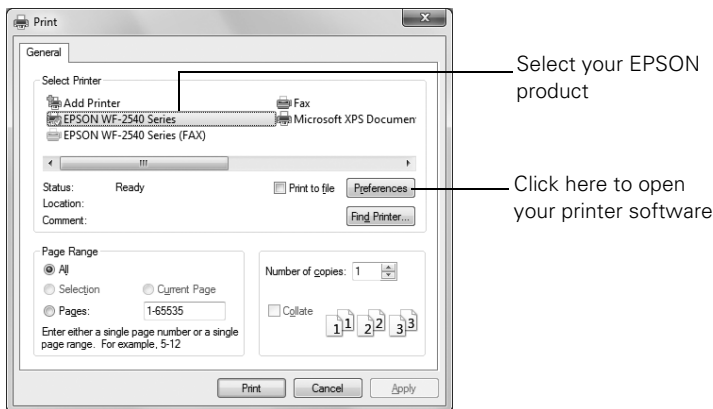 Print
X
General
Select Printer
Add Printer
EPSON WF-2540 Series
EPSON WF-2540 Series (FAX)
Fax
Microsoft XPS Documen
Status: Ready
Location:
Comment:
Print to file
Preferences
Find Printer...
Select your EPSON
product
Click here to open
your printer software
Page Range
All
Selection
Current Page
Pages: 1-65535
Enter either a single page number or a single
page range. For example, 5-12
Number of copies: 1
Collate
1 1 2 2 3 3
Print
Cancel
Apply